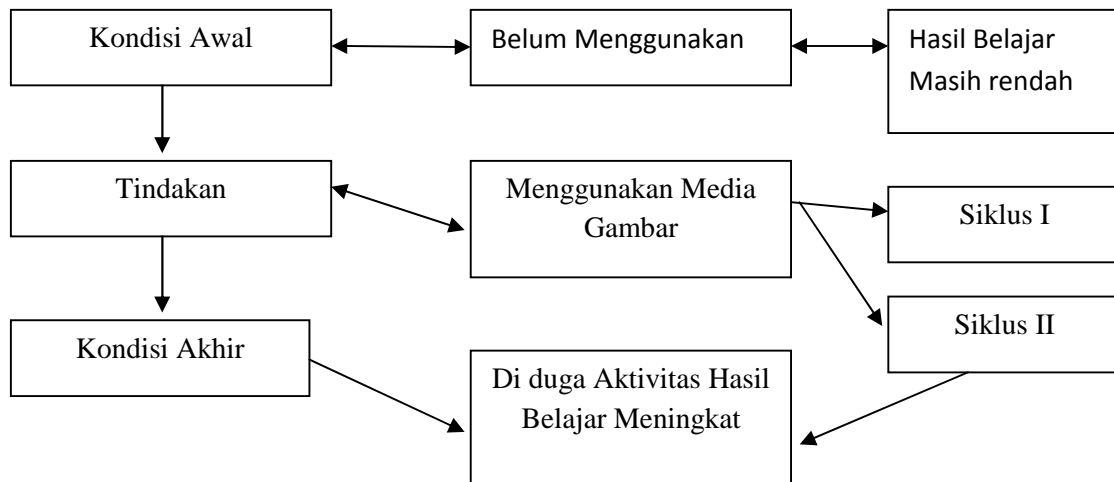 Kondisi Awal
Belum Menggunakan
Hasil Belajar
Masih rendah
Tindakan
Menggunakan Media
Gambar
Siklus I
Siklus II
Kondisi Akhir
Di duga Aktivitas Hasil
Belajar Meningkat